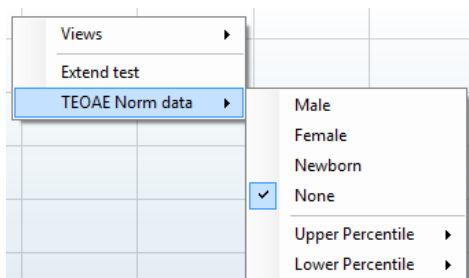 Views
Extend test
TEOAE Norm data
Male
Female
Newborn
None
Upper Percentile
Lower Percentile